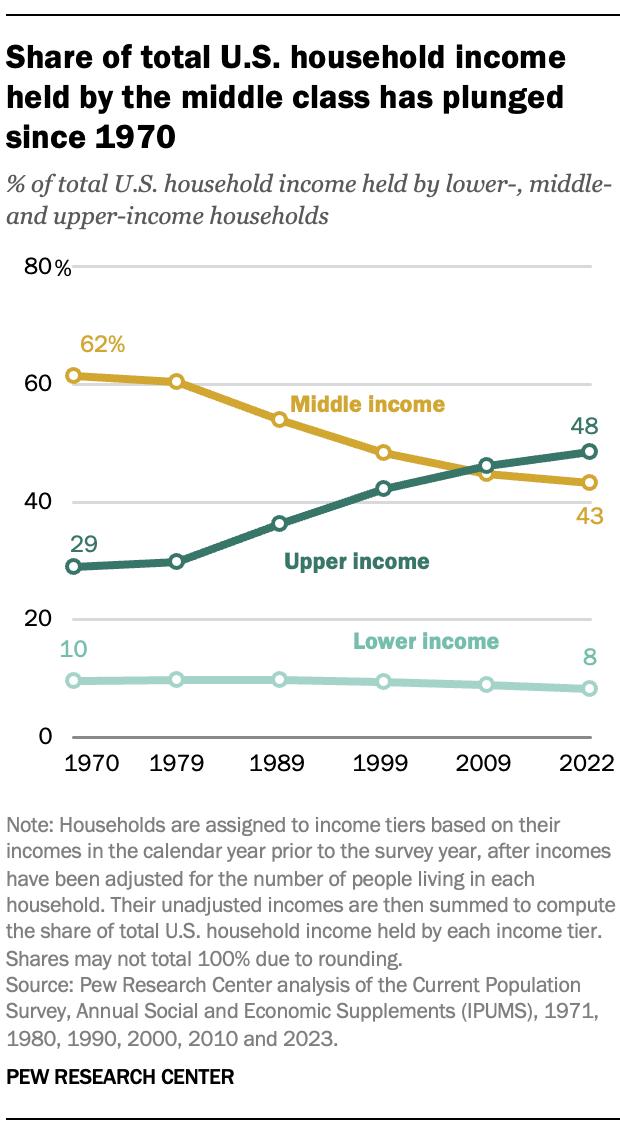 Share of total U.S. household income
held by the middle class has plunged
since 1970
% of total U.S. household income held by lower-, middle-
and upper-income households
80%
62%
60
Middle income
48
40
43
29
Upper income
20
10
Lower income
8
0
1970 1979 1989 1999 2009 2022
Note: Households are assigned to income tiers based on their
incomes in the calendar year prior to the survey year, after incomes
have been adjusted for the number of people living in each
household. Their unadjusted incomes are then summed to compute
the share of total U.S. household income held by each income tier.
Shares may not total 100% due to rounding.
Source: Pew Research Center analysis of the Current Population
Survey, Annual Social and Economic Supplements (IPUMS), 1971,
1980, 1990, 2000, 2010 and 2023.
PEW RESEARCH CENTER